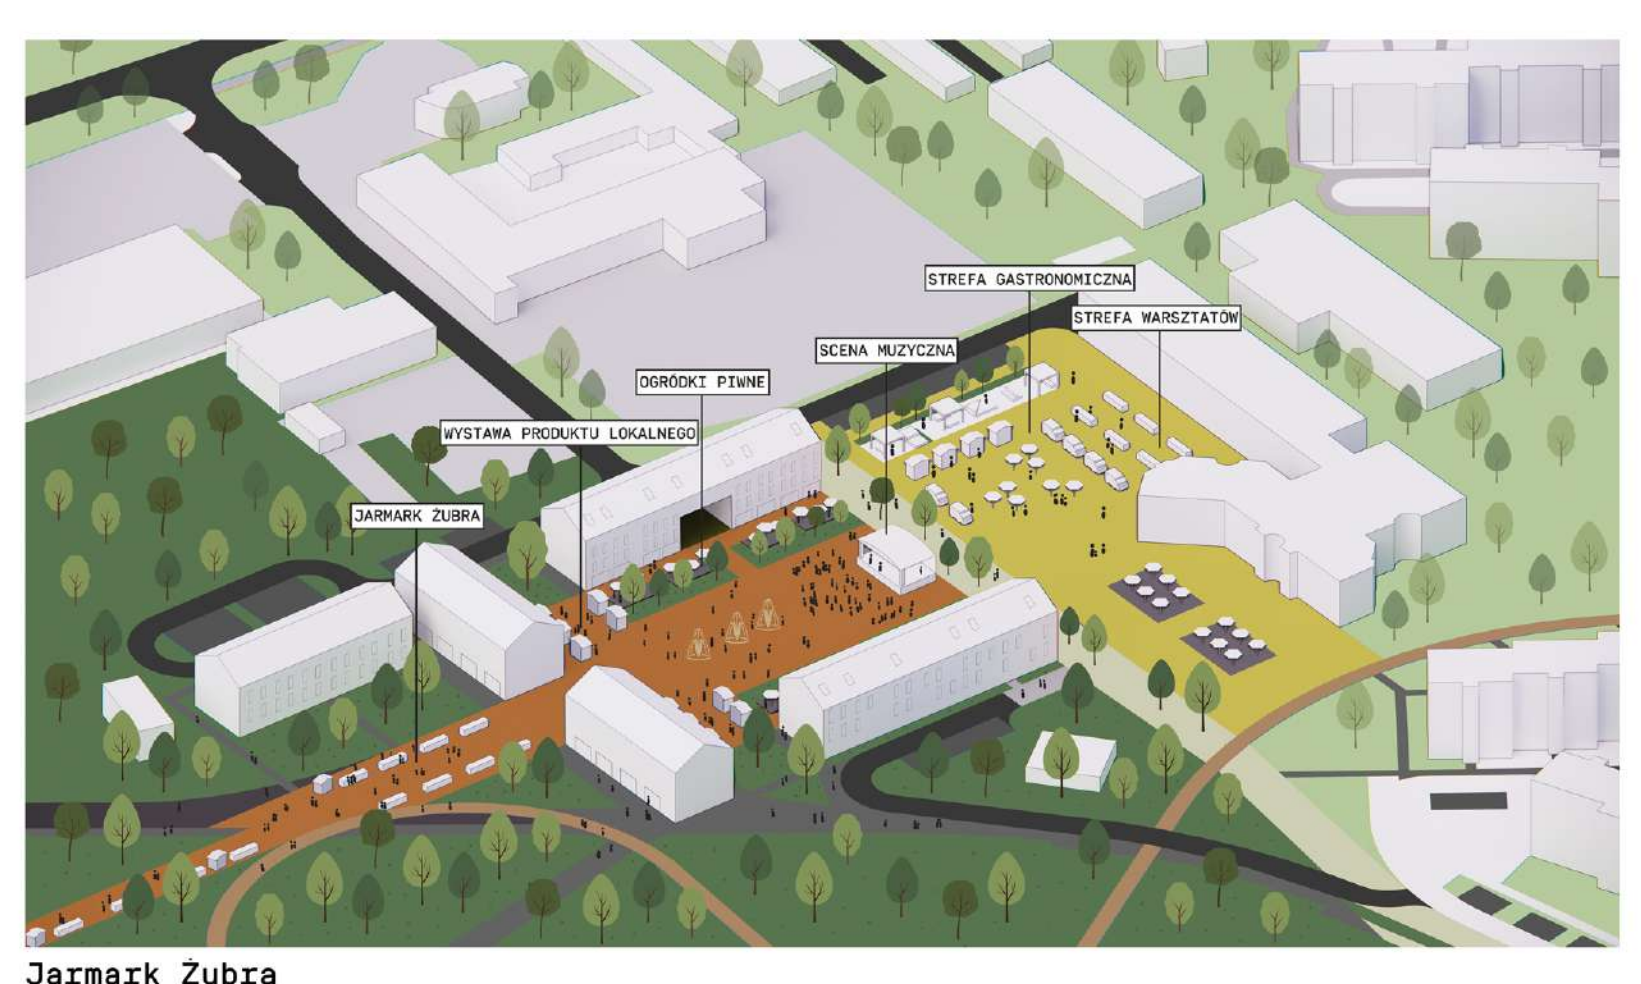 STREFA GASTRONOMICZNA
STREFA WARSZTATÓW
SCENA MUZYCZNA
OGRÓDKI PIWNE
WYSTAWA PRODUKTU LOKALNEGO
JARMARK ŻUBRA
Jarmark Żubra